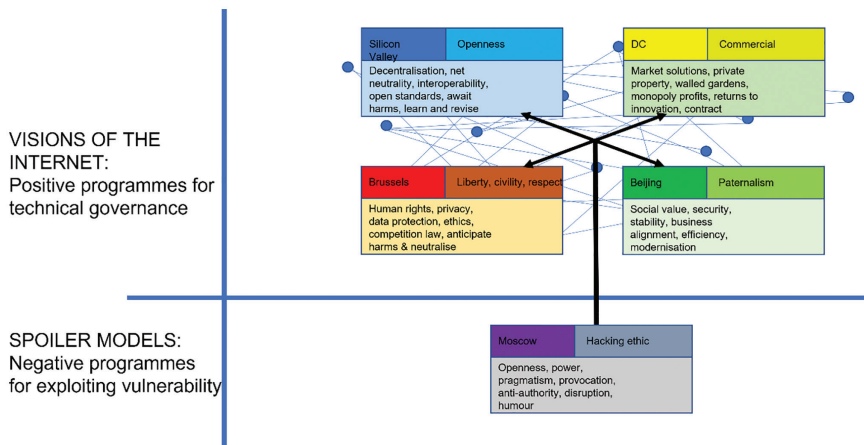 VISIONS OF THE
INTERNET:
Positive programmes for
technical governance
Silicon
Valley
Openness
Decentralisation, net
neutrality, interoperability,
open standards, await
harms, learn and revise
DC
Commercial
Market solutions, private
property, walled gardens,
monopoly profits, returns to
innovation, contract
Brussels
Liberty, civility, respect
Human rights, privacy,
data protection, ethics,
competition law, anticipate
harms & neutralise
Beijing
Paternalism
Social value, security,
stability, business
alignment, efficiency,
modernisation
SPOILER MODELS:
Negative programmes
for exploiting vulnerability
Moscow
Hacking ethic
Openness, power,
pragmatism, provocation,
anti-authority, disruption,
humour